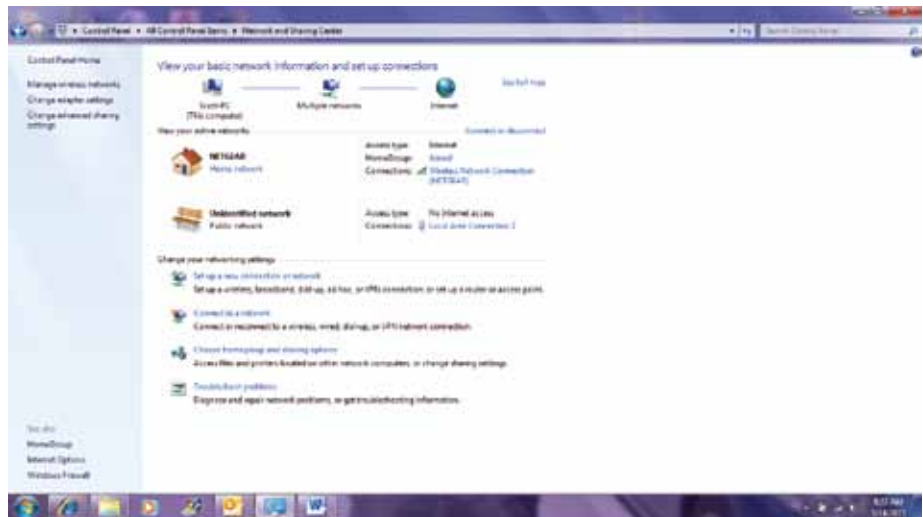 Control Panel ▸ All Control Panel Items ▸ Network and Sharing Center
Search Control Panel
Control Panel Home
Manage wireless networks
Change adapter settings
Change advanced sharing
settings
View your basic network information and set up connections
See full map
Multiple networks
Internet
(This computer)
View your active networks
Connect or disconnect
NETGEAR
Home network
Access type: Internet
HomeGroup: Joined
Connections: Wireless Network Connection
(NETGEAR)
Unidentified network
Public network
Access type: No Internet access
Connections: Local Area Connection 2
Change your networking settings
Set up a new connection or network
Set up a wireless, broadband, dial-up, ad hoc, or VPN connection; or set up a router or access point.
Connect to a network
Connect or reconnect to a wireless, wired, dial-up, or VPN network connection.
Choose homegroup and sharing options
Access files and printers located on other network computers, or change sharing settings.
Troubleshoot problems
Diagnose and repair network problems, or get troubleshooting information.
See also
HomeGroup
Internet Options
Windows Firewall